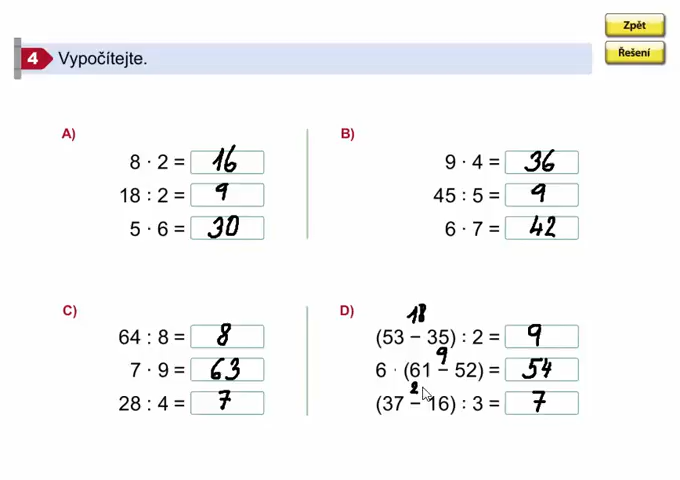 Zpět
Řešení
4 Vypočítejte.
A)
8 · 2 = 16
18 : 2 = 9
5 · 6 = 30
B)
9 · 4 = 36
45 : 5 = 9
6 · 7 = 42
C)
64 : 8 = 8
7 · 9 = 63
28 : 4 = 7
D)
18
(53 − 35) : 2 = 9
9
6 · (61 − 52) = 54
2
(37 − 16) : 3 = 7